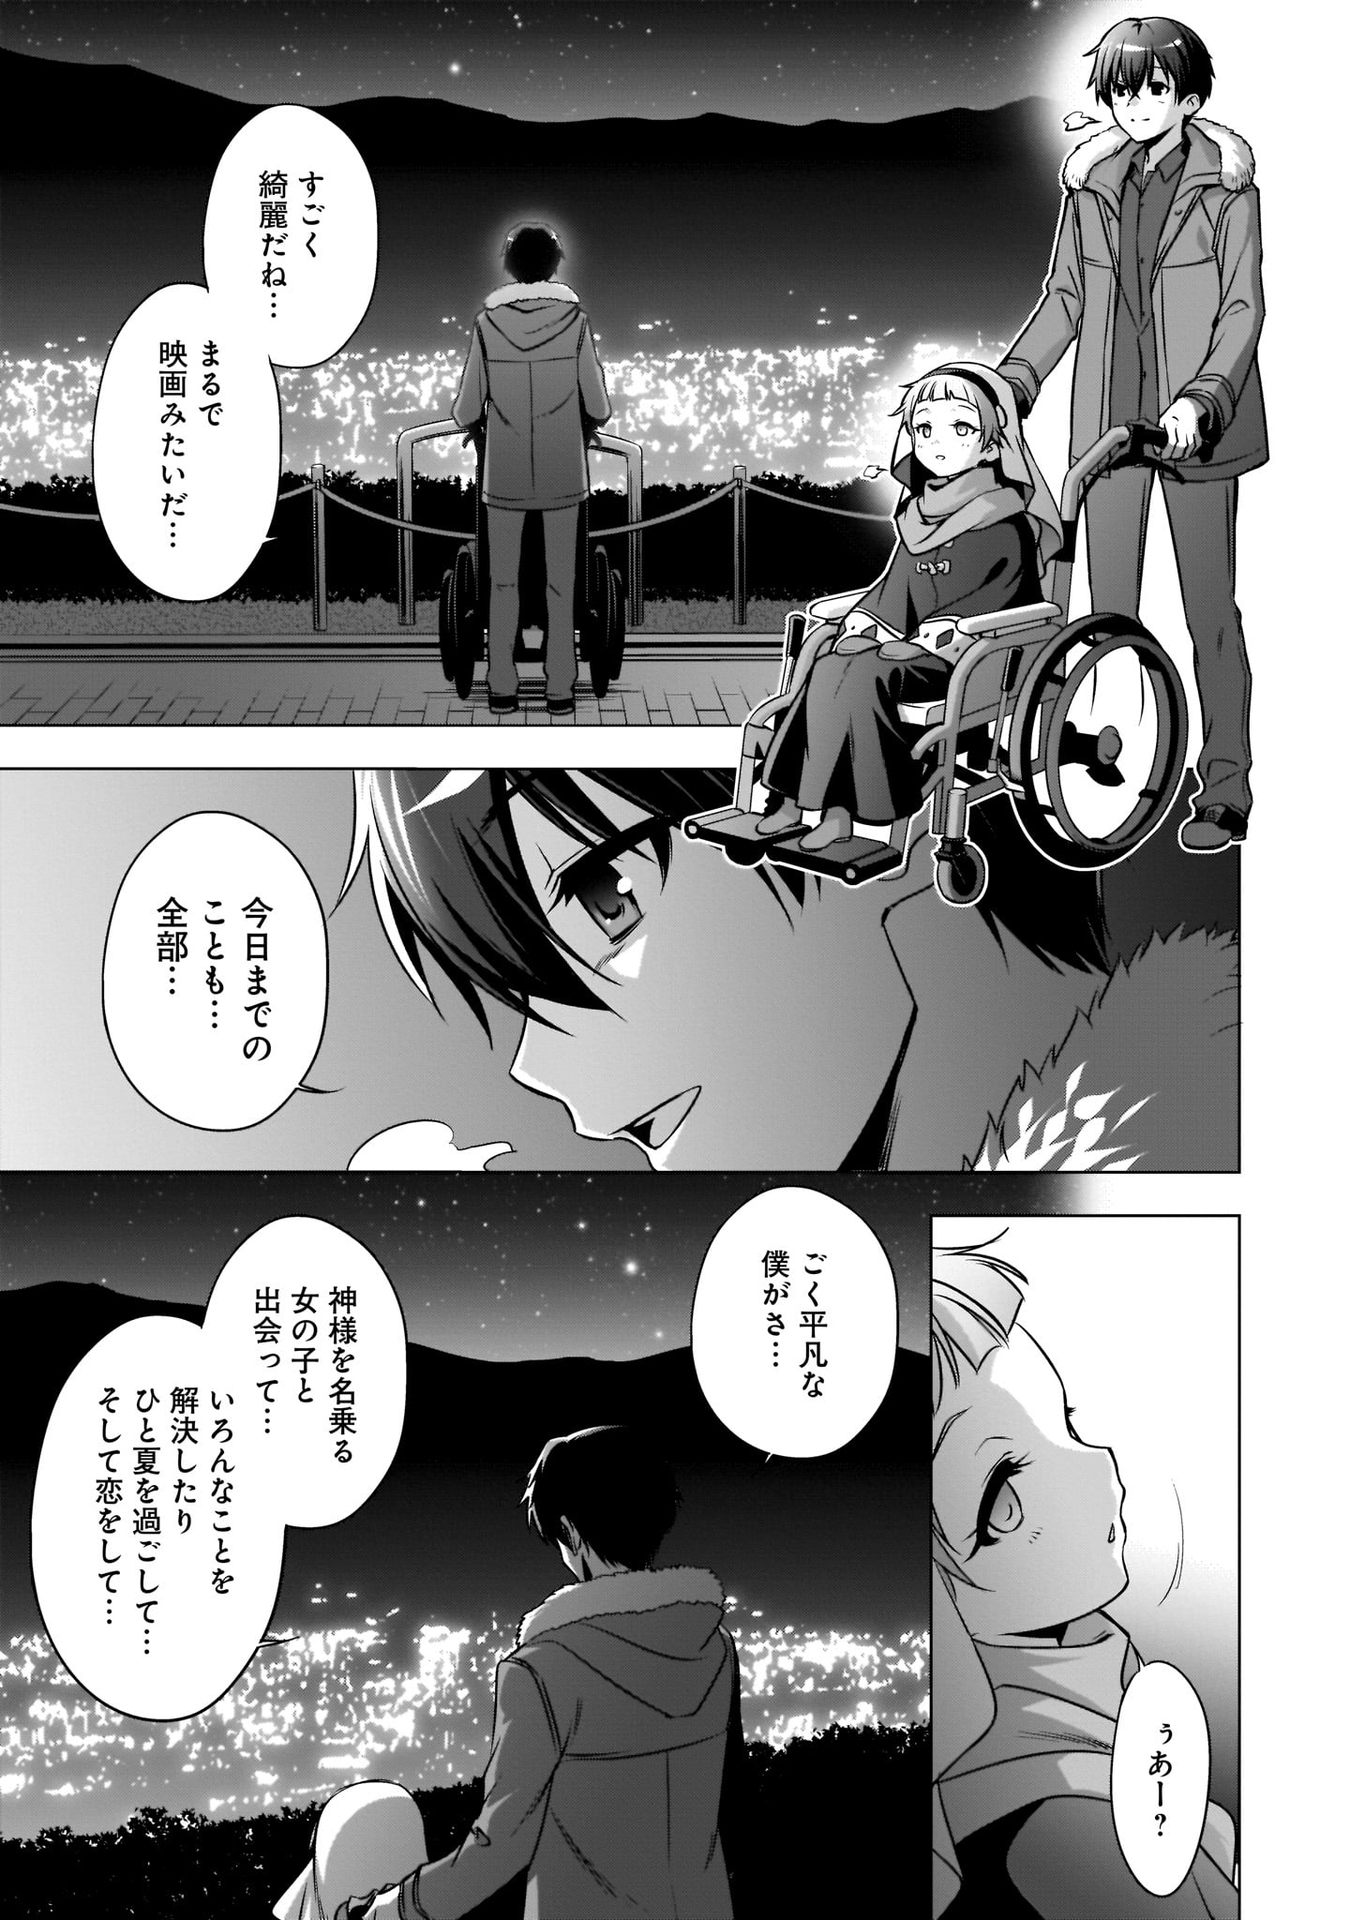 すごく
綺麗だね…
まるで
映画みたいだ…
今日までの
ことも…
全部…
ぅあー?
ごく平凡な
僕がさ…
神様を名乗る
女の子と
出会って…
いろんなことを
解決したり
ひと夏を過ごして…
そして恋をして…